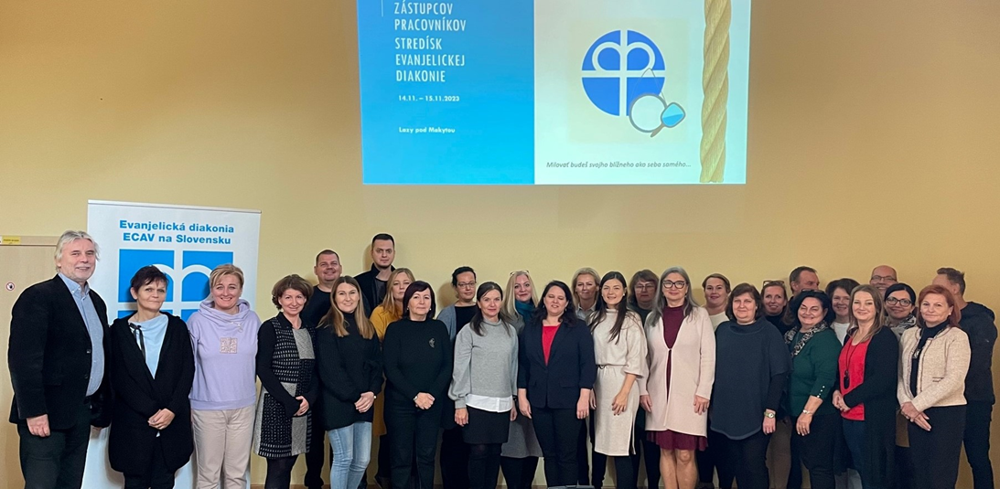 ZÁSTUPCOV
PRACOVNÍKOV
STREDÍSK
EVANJELICKEJ
DIAKONIE
14.11. – 15.11.2023
Lazy pod Makytou
Milovať budeš svojho blížneho ako seba samého...
Evanjelická diakonia
ECAV na Slovensku